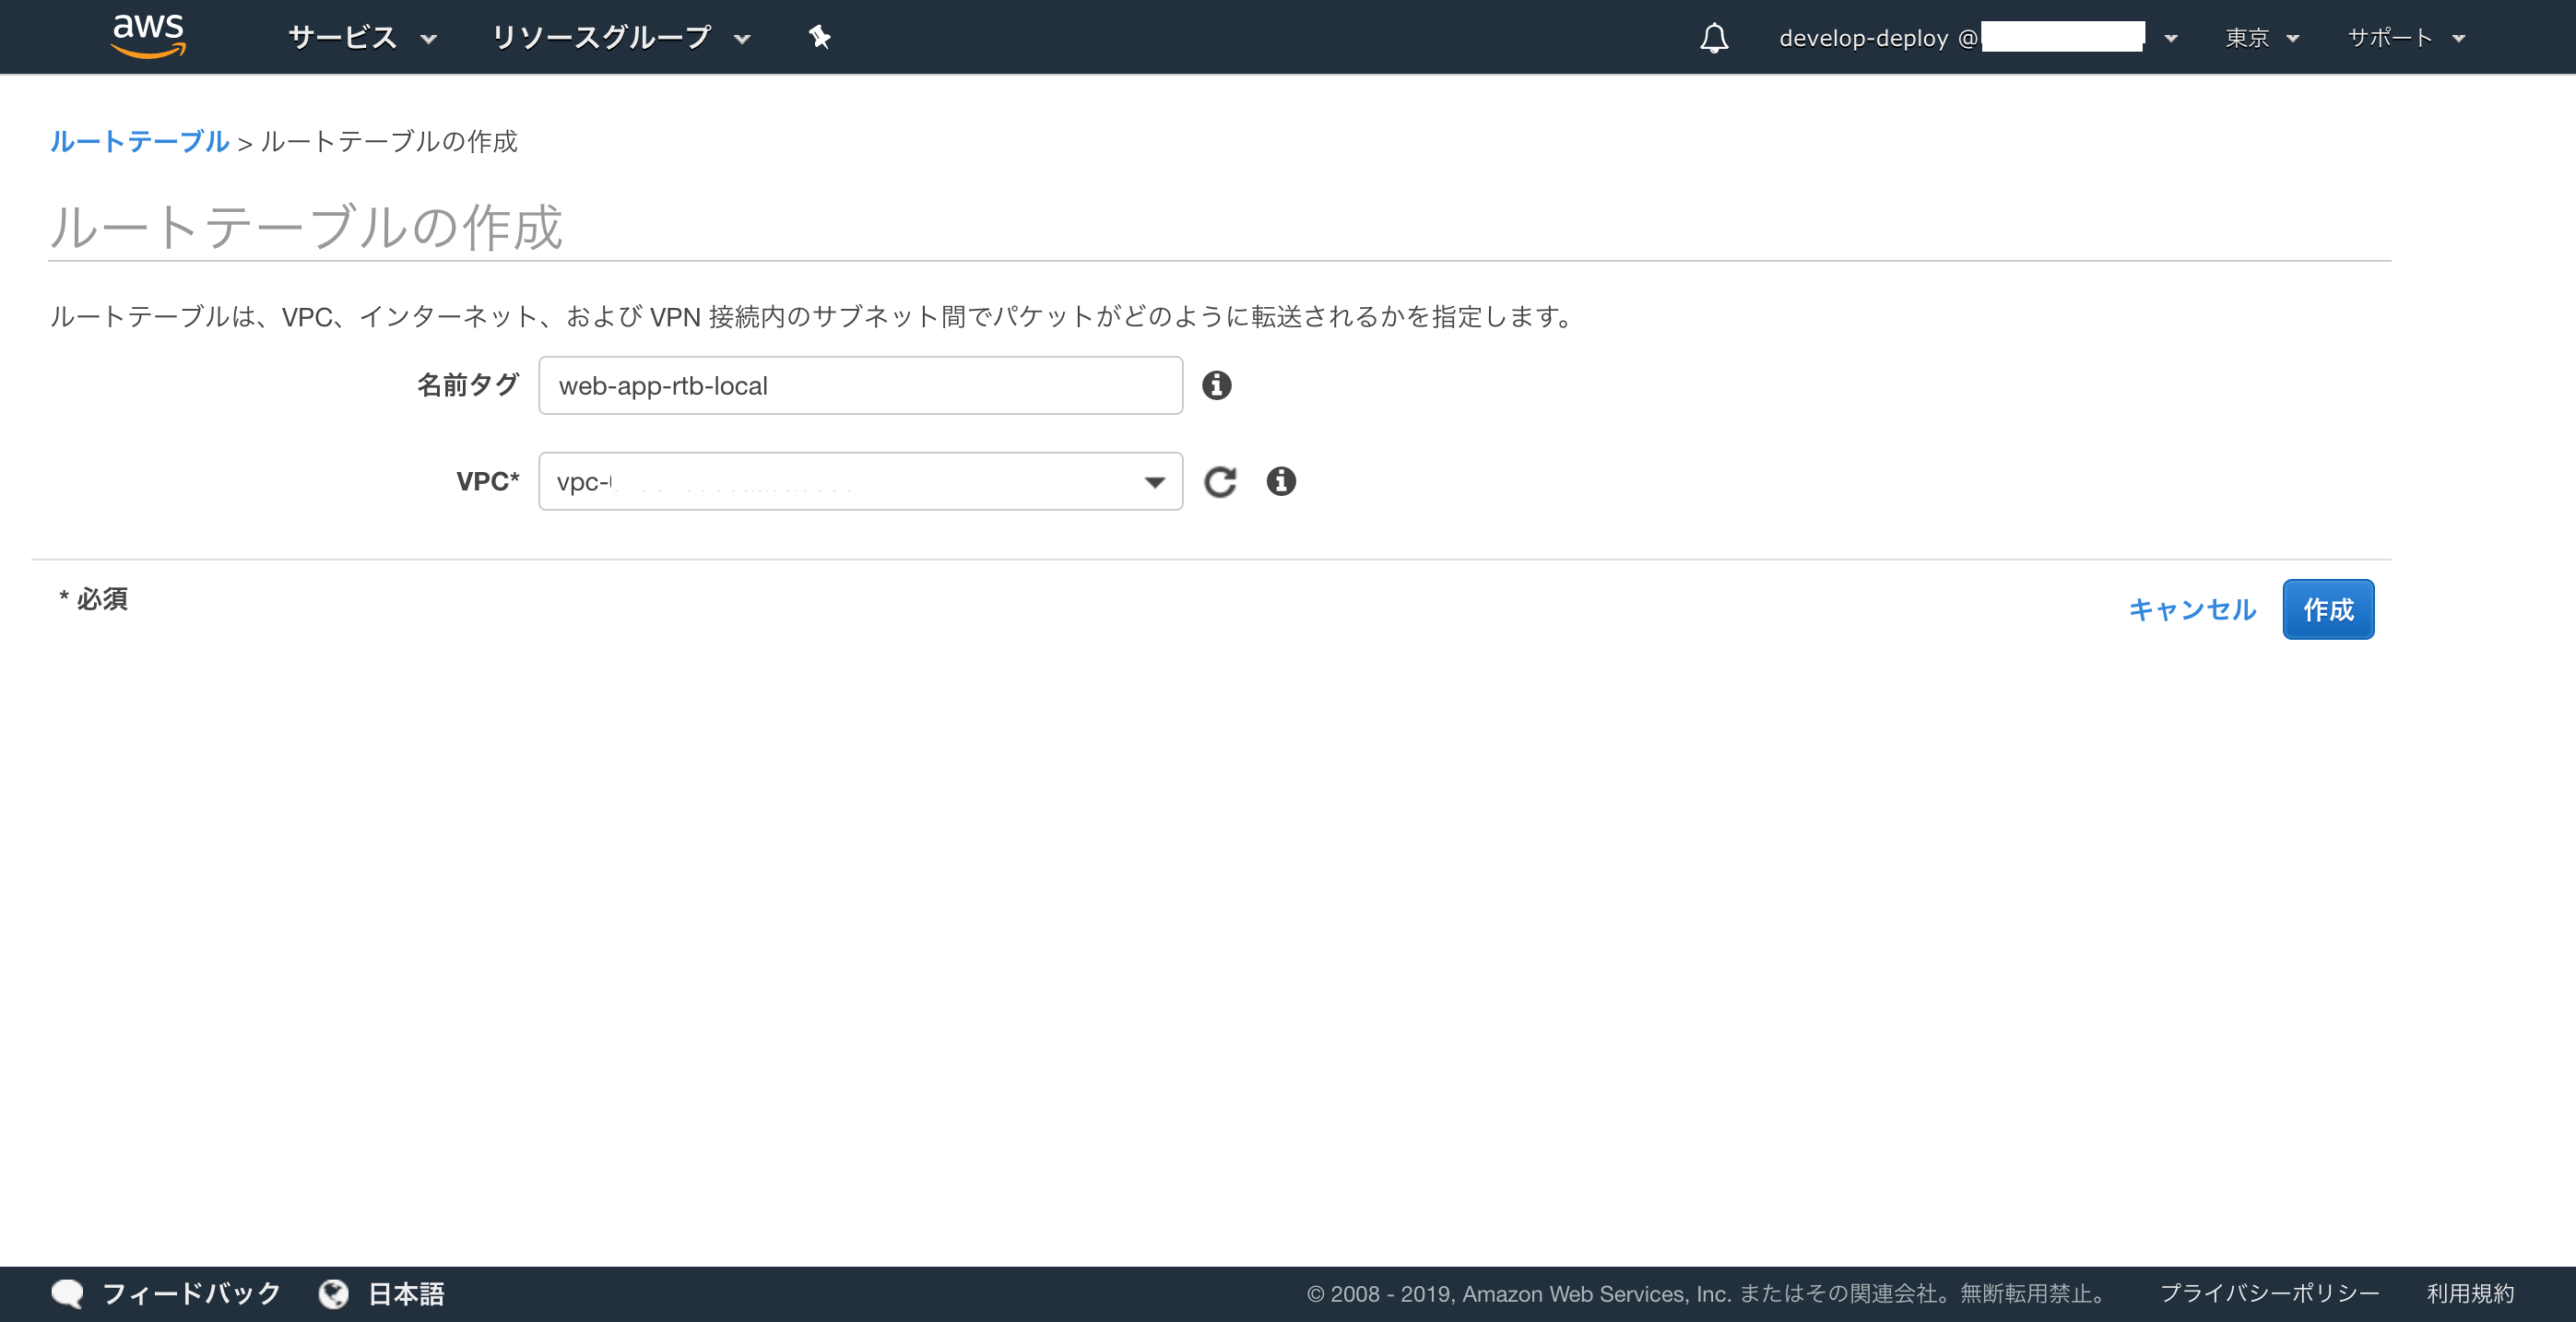 aws サービス リソースグループ develop-deploy @ 東京 サポート
ルートテーブル > ルートテーブルの作成
ルートテーブルの作成
ルートテーブルは、VPC、インターネット、および VPN 接続内のサブネット間でパケットがどのように転送されるかを指定します。
名前タグ web-app-rtb-local
VPC* vpc-
* 必須 キャンセル 作成
フィードバック 日本語 © 2008 - 2019, Amazon Web Services, Inc. またはその関連会社。無断転用禁止。 プライバシーポリシー 利用規約